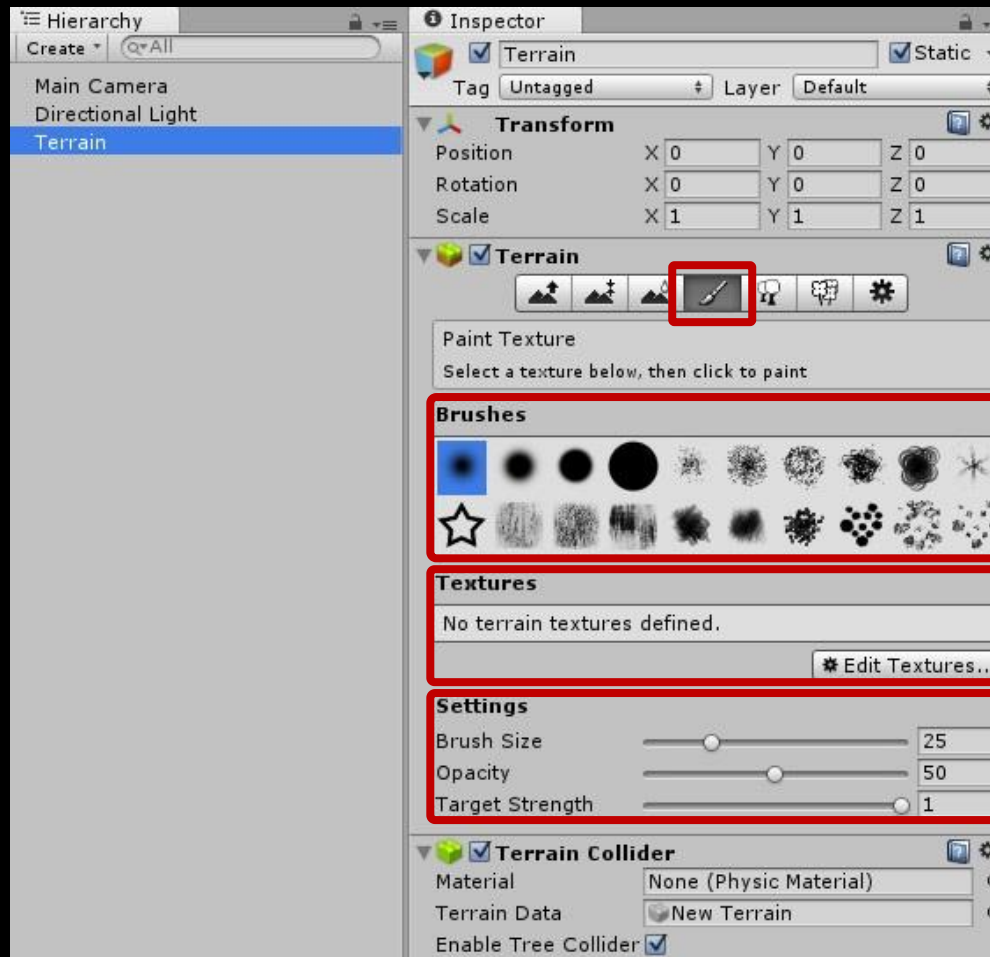 Hierarchy
Create All
Main Camera
Directional Light
Terrain
Inspector
Terrain Static
Tag Untagged Layer Default
Transform
Position X 0 Y 0 Z 0
Rotation X 0 Y 0 Z 0
Scale X 1 Y 1 Z 1
Terrain
Paint Texture
Select a texture below, then click to paint
Brushes
Textures
No terrain textures defined.
Edit Textures...
Settings
Brush Size 25
Opacity 50
Target Strength 1
Terrain Collider
Material None (Physic Material)
Terrain Data New Terrain
Enable Tree Collider